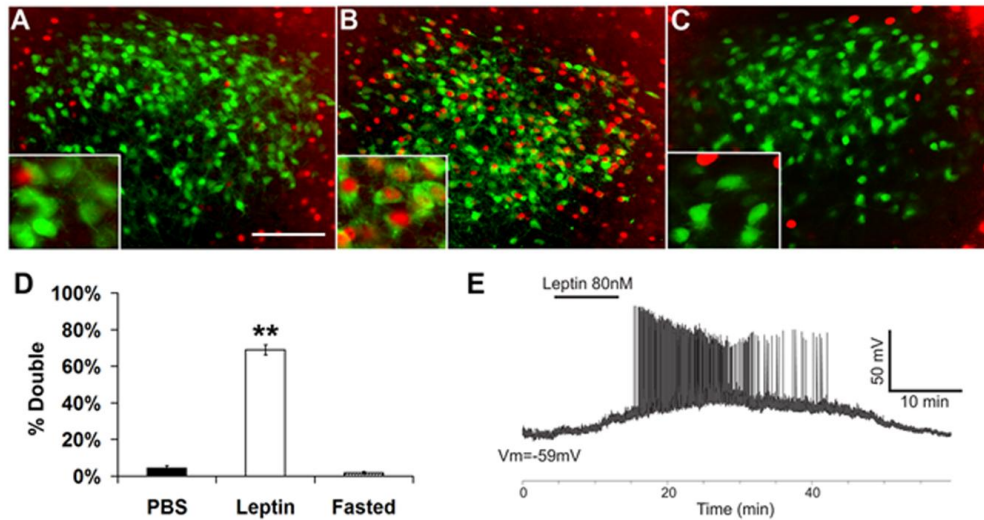 A
B
C
D
100%
80%
60%
40%
20%
0%
% Double
**
PBS Leptin Fasted
E
Leptin 80nM
50 mV
10 min
Vm=-59mV
0 20 40
Time (min)